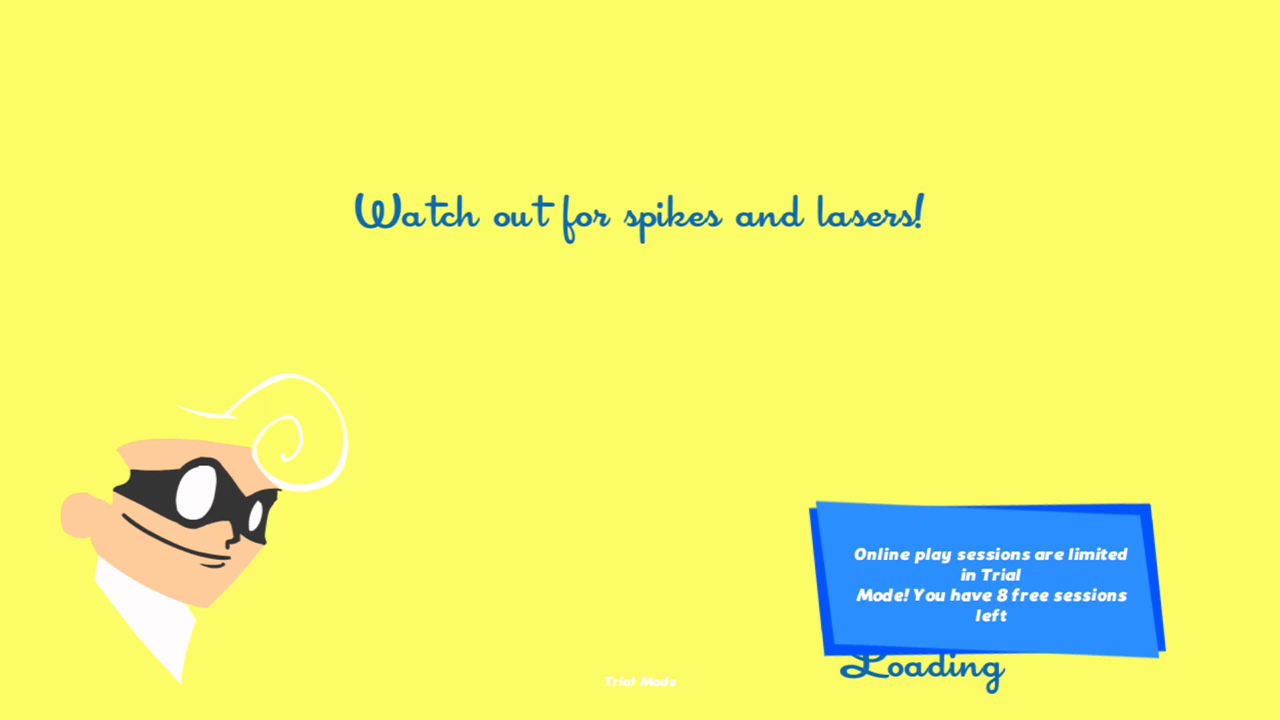 Watch out for spikes and lasers!
Online play sessions are limited
in Trial
Mode! You have 8 free sessions
left
Loading
Trial Mode